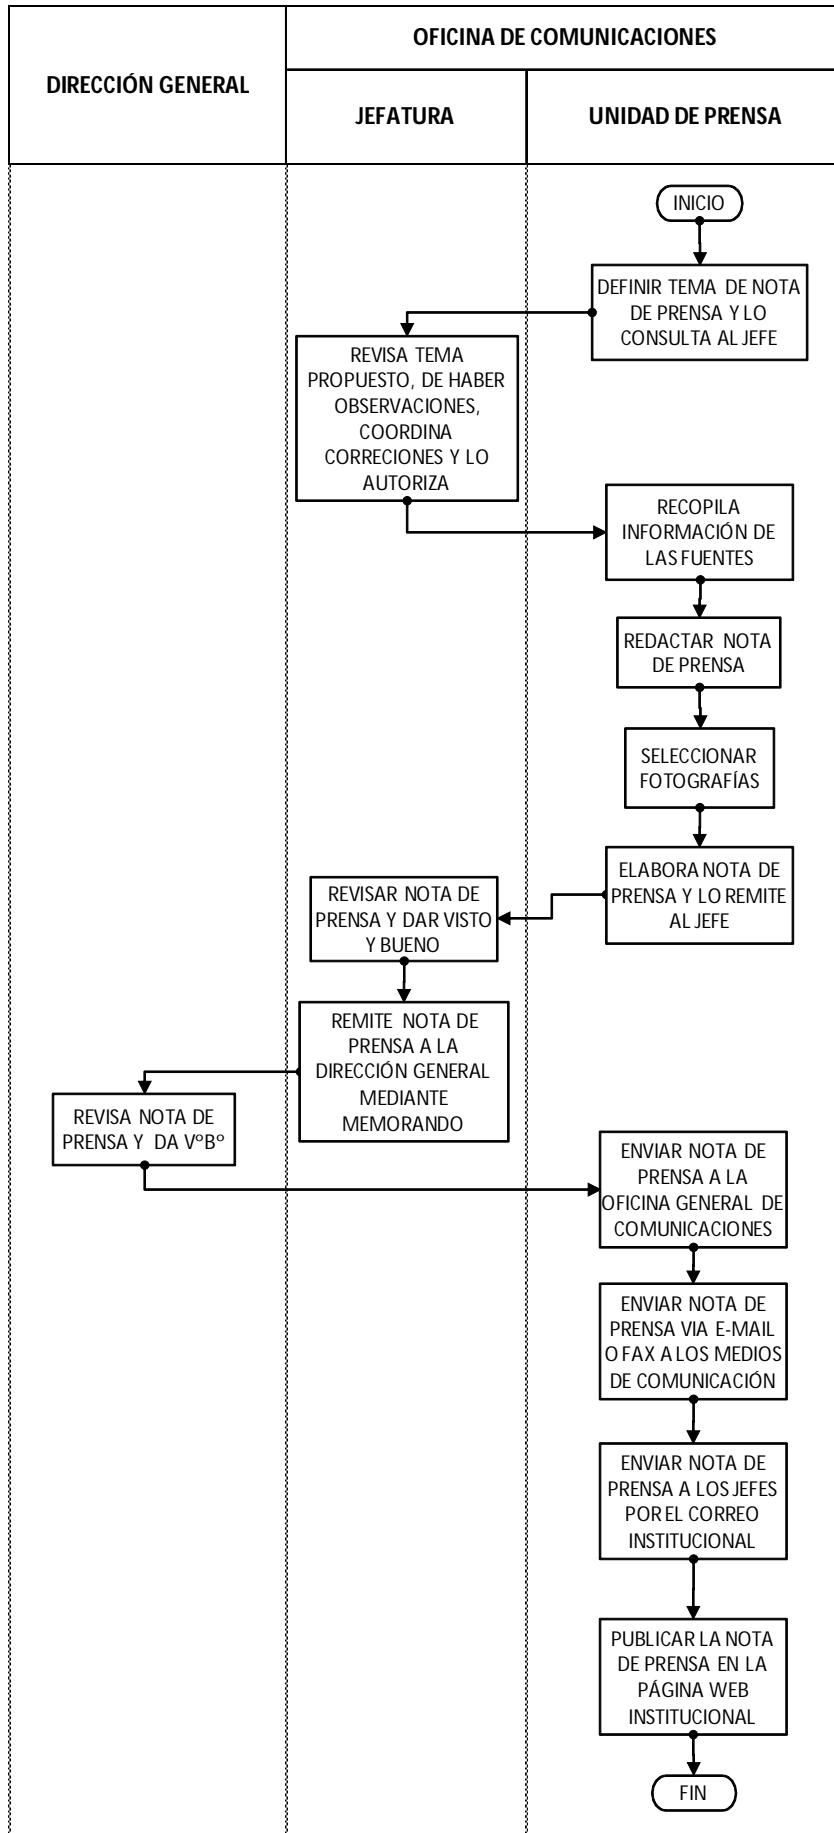 OFICINA DE COMUNICACIONES
DIRECCIÓN GENERAL
JEFATURA
UNIDAD DE PRENSA
INICIO
DEFINIR TEMA DE NOTA
DE PRENSA Y LO
CONSULTA AL JEFE
REVISA TEMA
PROPUESTO, DE HABER
OBSERVACIONES,
COORDINA
CORRECIONES Y LO
AUTORIZA
RECOPILA
INFORMACIÓN DE
LAS FUENTES
REDACTAR NOTA
DE PRENSA
SELECCIONAR
FOTOGRAFÍAS
ELABORA NOTA DE
PRENSA Y LO REMITE
AL JEFE
REVISAR NOTA DE
PRENSA Y DAR VISTO
Y BUENO
REMITE NOTA DE
PRENSA A LA
DIRECCIÓN GENERAL
MEDIANTE
MEMORANDO
REVISA NOTA DE
PRENSA Y DA VºBº
ENVIAR NOTA DE
PRENSA A LA
OFICINA GENERAL DE
COMUNICACIONES
ENVIAR NOTA DE
PRENSA VIA E-MAIL
O FAX A LOS MEDIOS
DE COMUNICACIÓN
ENVIAR NOTA DE
PRENSA A LOS JEFES
POR EL CORREO
INSTITUCIONAL
PUBLICAR LA NOTA
DE PRENSA EN LA
PÁGINA WEB
INSTITUCIONAL
FIN